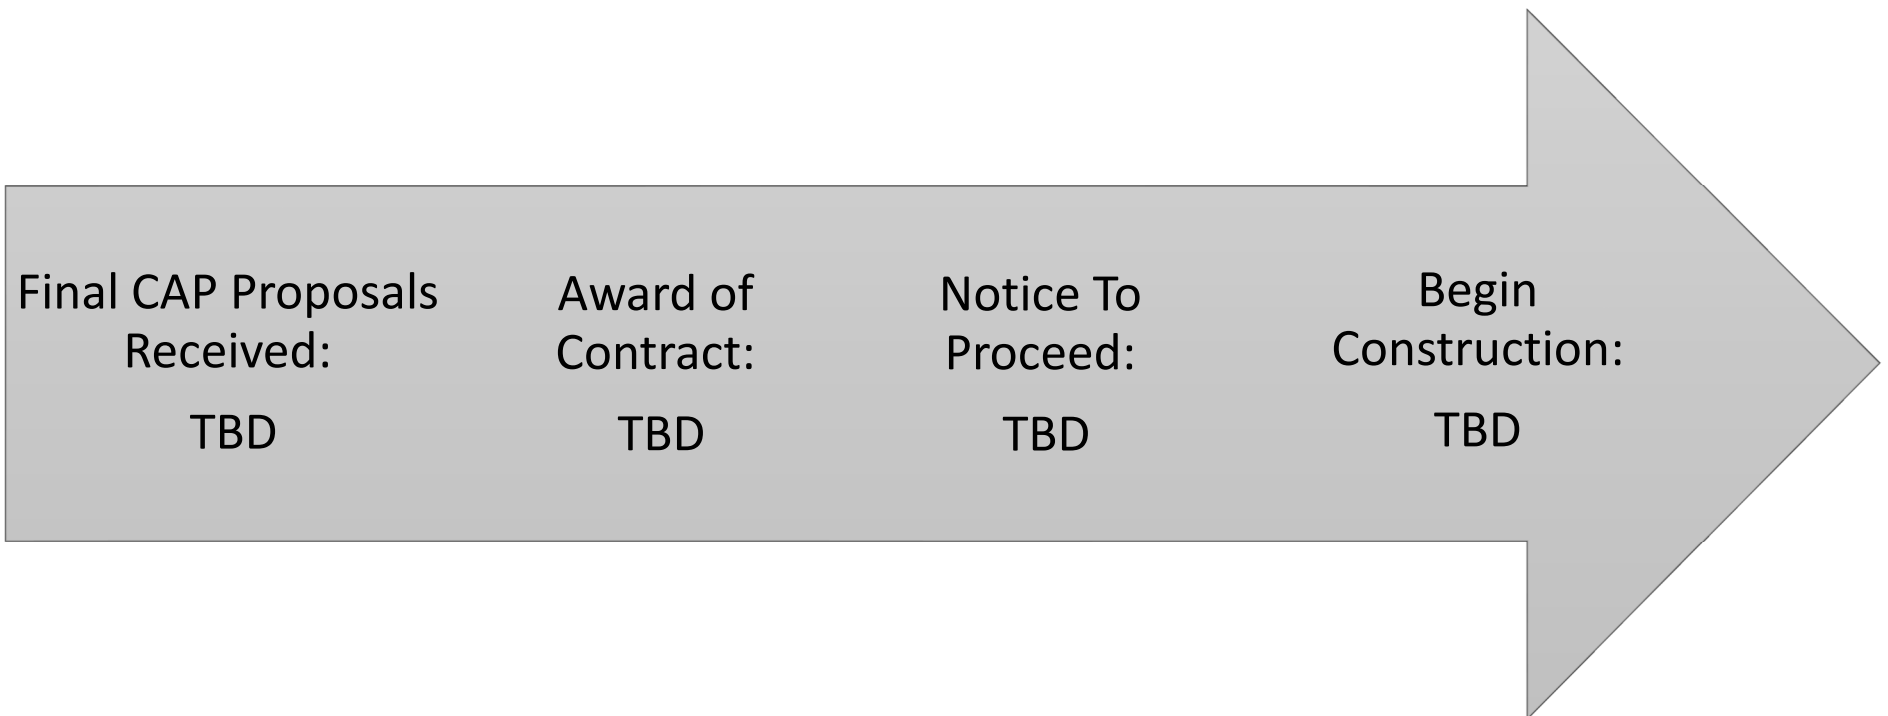 Final CAP Proposals
Received:
TBD
Award of
Contract:
TBD
Notice To
Proceed:
TBD
Begin
Construction:
TBD